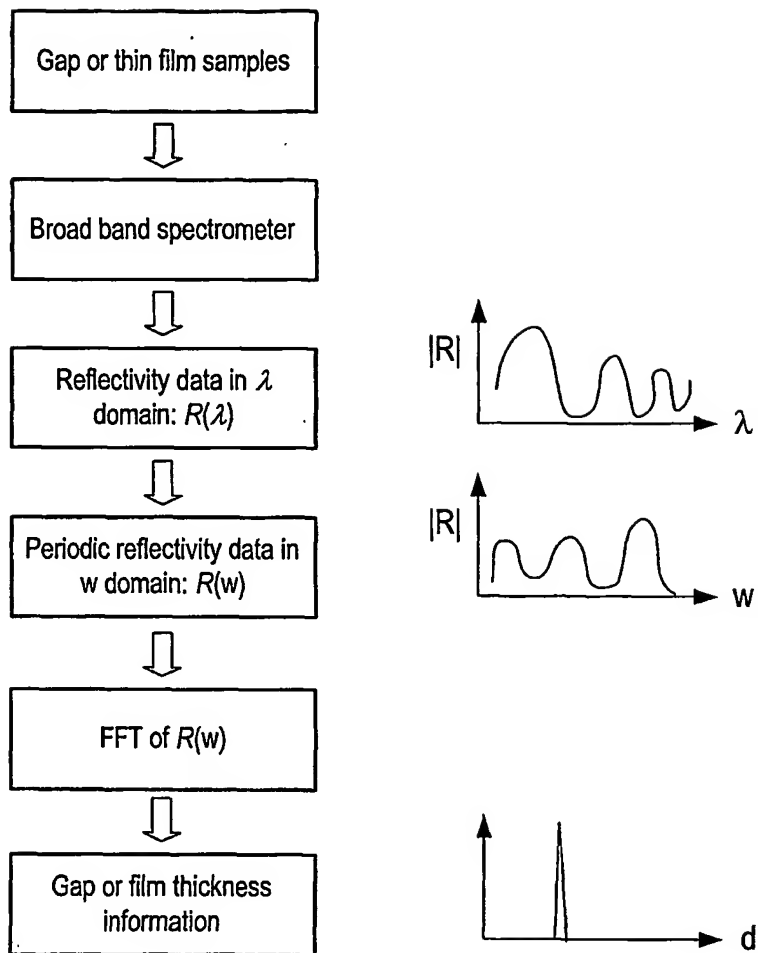 Gap or thin film samples
Broad band spectrometer
Reflectivity data in λ
domain: R(λ)
|R|
λ
Periodic reflectivity data in
w domain: R(w)
|R|
w
FFT of R(w)
Gap or film thickness
information
d